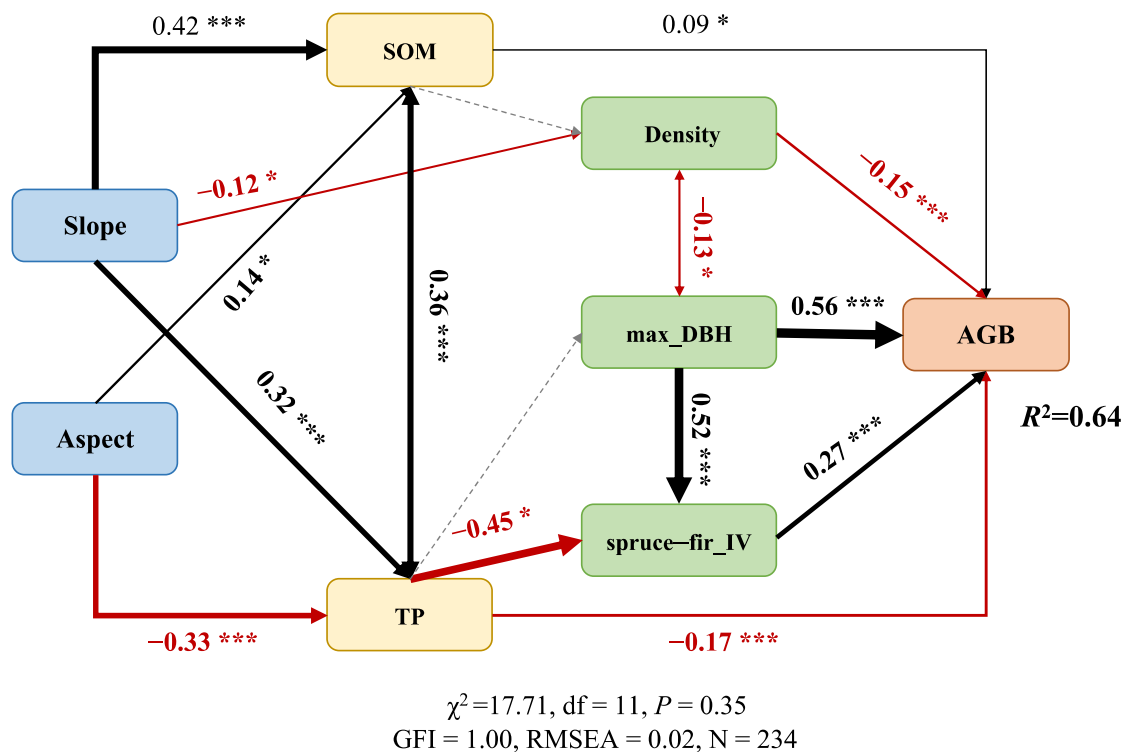 0.42 ***
SOM
0.09 *
Density
−0.12 *
−0.15 ***
Slope
−0.13 *
0.14 *
0.36 ***
max_DBH
0.56 ***
AGB
0.32 ***
Aspect
0.52 ***
0.27 ***
R²=0.64
−0.45 *
spruce−fir_IV
TP
−0.33 ***
−0.17 ***
χ² =17.71, df = 11, P = 0.35
GFI = 1.00, RMSEA = 0.02, N = 234